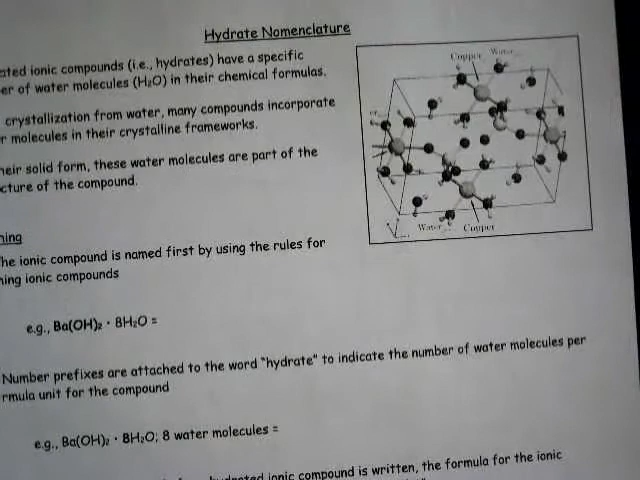 Hydrate Nomenclature
ated ionic compounds (i.e., hydrates) have a specific
er of water molecules (H₂O) in their chemical formulas.
crystallization from water, many compounds incorporate
r molecules in their crystalline frameworks.
heir solid form, these water molecules are part of the
cture of the compound.
Copper Water
Water Copper
ning
he ionic compound is named first by using the rules for
ning ionic compounds
e.g., Ba(OH)₂ · 8H₂O =
Number prefixes are attached to the word "hydrate" to indicate the number of water molecules per
rmula unit for the compound
e.g., Ba(OH)₂ · 8H₂O; 8 water molecules =
hydrated ionic compound is written, the formula for the ionic